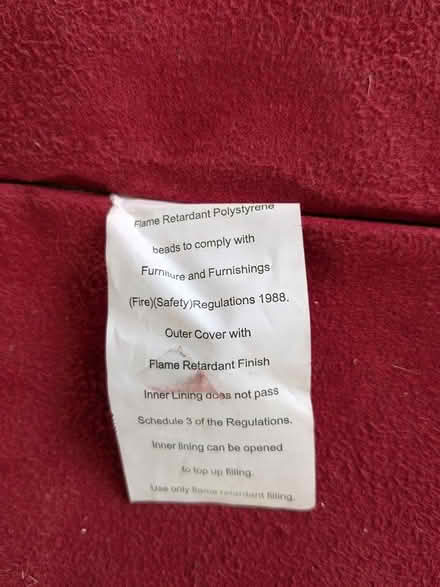 Flame Retardant Polystyrene
beads to comply with
Furniture and Furnishings
(Fire)(Safety)Regulations 1988.
Outer Cover with
Flame Retardant Finish
Inner Lining does not pass
Schedule 3 of the Regulations.
Inner lining can be opened
to top up filling.
Use only flame retardant filling.